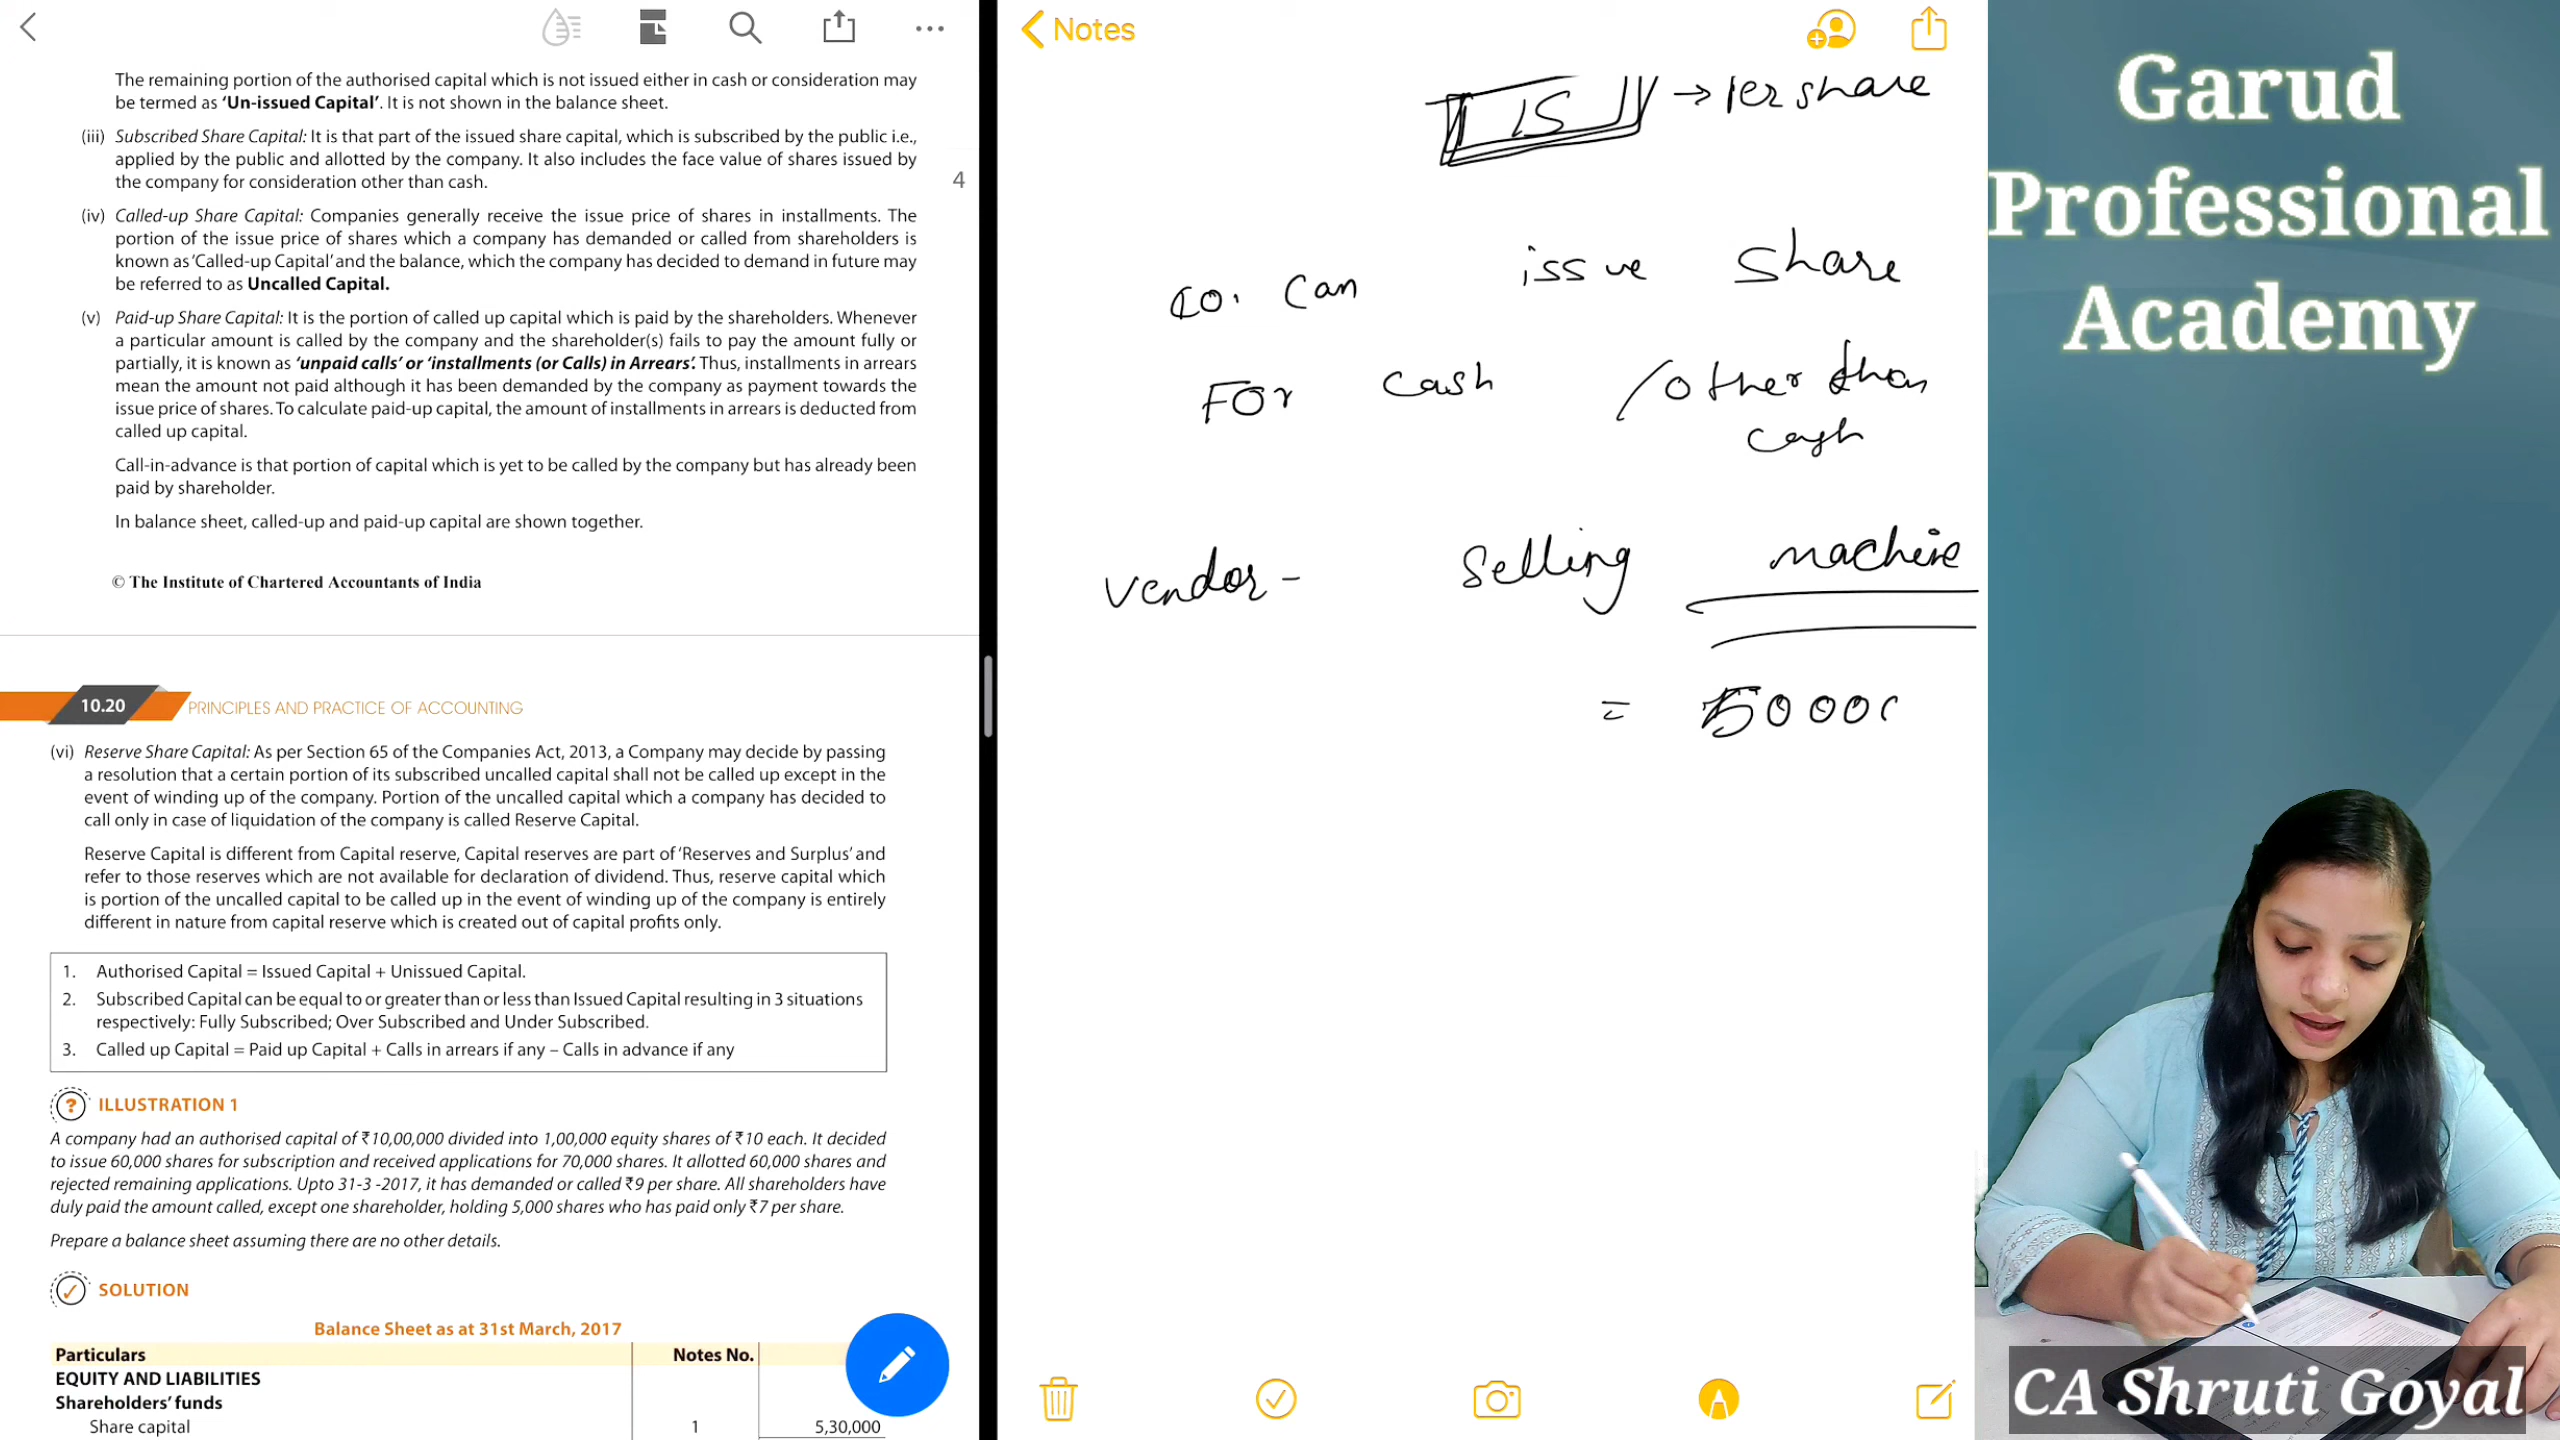 The remaining portion of the authorised capital which is not issued either in cash or consideration may
be termed as ‘Un-issued Capital’. It is not shown in the balance sheet.
(iii) Subscribed Share Capital: It is that part of the issued share capital, which is subscribed by the public i.e.,
applied by the public and allotted by the company. It also includes the face value of shares issued by
the company for consideration other than cash.
4
(iv) Called-up Share Capital: Companies generally receive the issue price of shares in installments. The
portion of the issue price of shares which a company has demanded or called from shareholders is
known as ‘Called-up Capital’ and the balance, which the company has decided to demand in future may
be referred to as Uncalled Capital.
(v) Paid-up Share Capital: It is the portion of called up capital which is paid by the shareholders. Whenever
a particular amount is called by the company and the shareholder(s) fails to pay the amount fully or
partially, it is known as ‘unpaid calls’ or ‘installments (or Calls) in Arrears’. Thus, installments in arrears
mean the amount not paid although it has been demanded by the company as payment towards the
issue price of shares. To calculate paid-up capital, the amount of installments in arrears is deducted from
called up capital.
Call-in-advance is that portion of capital which is yet to be called by the company but has already been
paid by shareholder.
In balance sheet, called-up and paid-up capital are shown together.
© The Institute of Chartered Accountants of India
10.20 PRINCIPLES AND PRACTICE OF ACCOUNTING
(vi) Reserve Share Capital: As per Section 65 of the Companies Act, 2013, a Company may decide by passing
a resolution that a certain portion of its subscribed uncalled capital shall not be called up except in the
event of winding up of the company. Portion of the uncalled capital which a company has decided to
call only in case of liquidation of the company is called Reserve Capital.
Reserve Capital is different from Capital reserve, Capital reserves are part of ‘Reserves and Surplus’ and
refer to those reserves which are not available for declaration of dividend. Thus, reserve capital which
is portion of the uncalled capital to be called up in the event of winding up of the company is entirely
different in nature from capital reserve which is created out of capital profits only.
1. Authorised Capital = Issued Capital + Unissued Capital.
2. Subscribed Capital can be equal to or greater than or less than Issued Capital resulting in 3 situations
respectively: Fully Subscribed; Over Subscribed and Under Subscribed.
3. Called up Capital = Paid up Capital + Calls in arrears if any – Calls in advance if any
? ILLUSTRATION 1
A company had an authorised capital of ₹10,00,000 divided into 1,00,000 equity shares of ₹10 each. It decided
to issue 60,000 shares for subscription and received applications for 70,000 shares. It allotted 60,000 shares and
rejected remaining applications. Upto 31-3 -2017, it has demanded or called ₹9 per share. All shareholders have
duly paid the amount called, except one shareholder, holding 5,000 shares who has paid only ₹7 per share.
Prepare a balance sheet assuming there are no other details.
SOLUTION
Balance Sheet as at 31st March, 2017
Particulars Notes No.
EQUITY AND LIABILITIES
Shareholders’ funds
Share capital 1 5,30,000
Notes
15 → per share
co. can issue share
For cash / other than
cash
vendor - selling machine
= 50000
Garud
Professional
Academy
CA Shruti Goyal